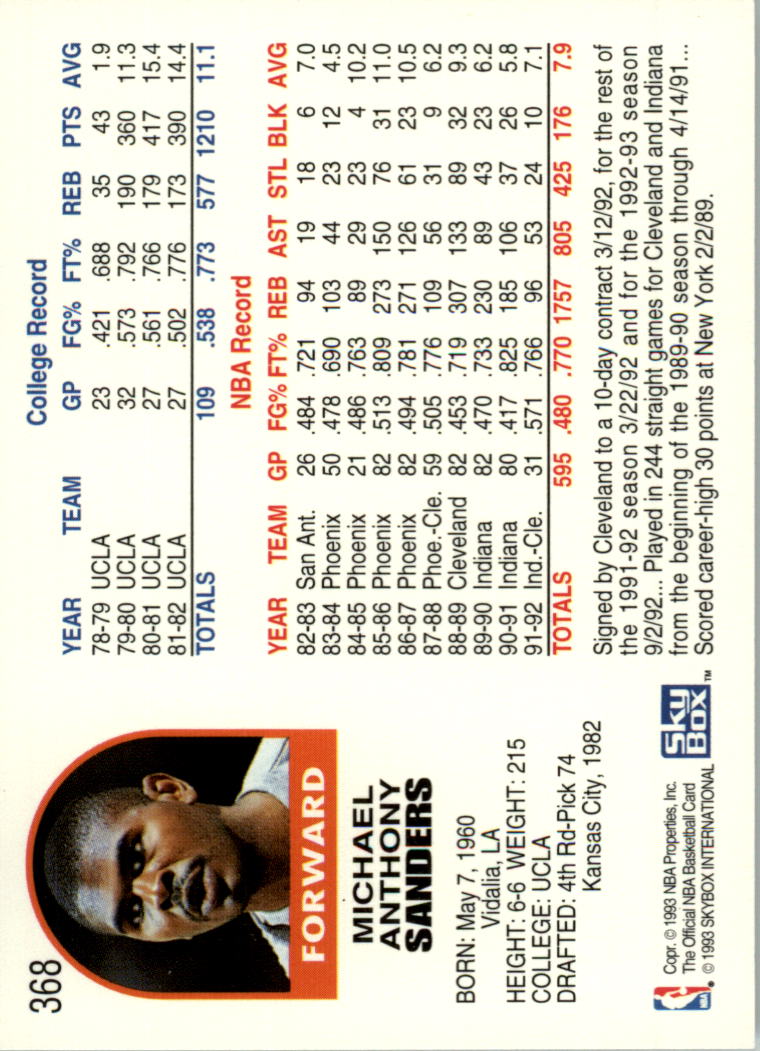 368
FORWARD
MICHAEL
ANTHONY
SANDERS
BORN: May 7, 1960
Vidalia, LA
HEIGHT: 6-6 WEIGHT: 215
COLLEGE: UCLA
DRAFTED: 4th Rd-Pick 74
Kansas City, 1982
College Record
YEAR TEAM GP FG% FT% REB PTS AVG
78-79 UCLA 23 .421 .688 35 43 1.9
79-80 UCLA 32 .573 .792 190 360 11.3
80-81 UCLA 27 .561 .766 179 417 15.4
81-82 UCLA 27 .502 .776 173 390 14.4
TOTALS 109 .538 .773 577 1210 11.1
NBA Record
YEAR TEAM GP FG% FT% REB AST STL BLK AVG
82-83 San Ant. 26 .484 .721 94 19 18 6 7.0
83-84 Phoenix 50 .478 .690 103 44 23 12 4.5
84-85 Phoenix 21 .486 .763 89 29 23 4 10.2
85-86 Phoenix 82 .513 .809 273 150 76 31 11.0
86-87 Phoenix 82 .494 .781 271 126 61 23 10.5
87-88 Phoe.-Cle. 59 .505 .776 109 56 31 9 6.2
88-89 Cleveland 82 .453 .719 307 133 89 32 9.3
89-90 Indiana 82 .470 .733 230 89 43 23 6.2
90-91 Indiana 80 .417 .825 185 106 37 26 5.8
91-92 Ind.-Cle. 31 .571 .766 96 53 24 10 7.1
TOTALS 595 .480 .770 1757 805 425 176 7.9
Signed by Cleveland to a 10-day contract 3/12/92, for the rest of
the 1991-92 season 3/22/92 and for the 1992-93 season
9/2/92... Played in 244 straight games for Cleveland and Indiana
from the beginning of the 1989-90 season through 4/14/91...
Scored career-high 30 points at New York 2/2/89.
NBA
Copr. © 1993 NBA Properties, Inc.
The Official NBA Basketball Card
© 1993 SKYBOX INTERNATIONAL
Sky
Box™